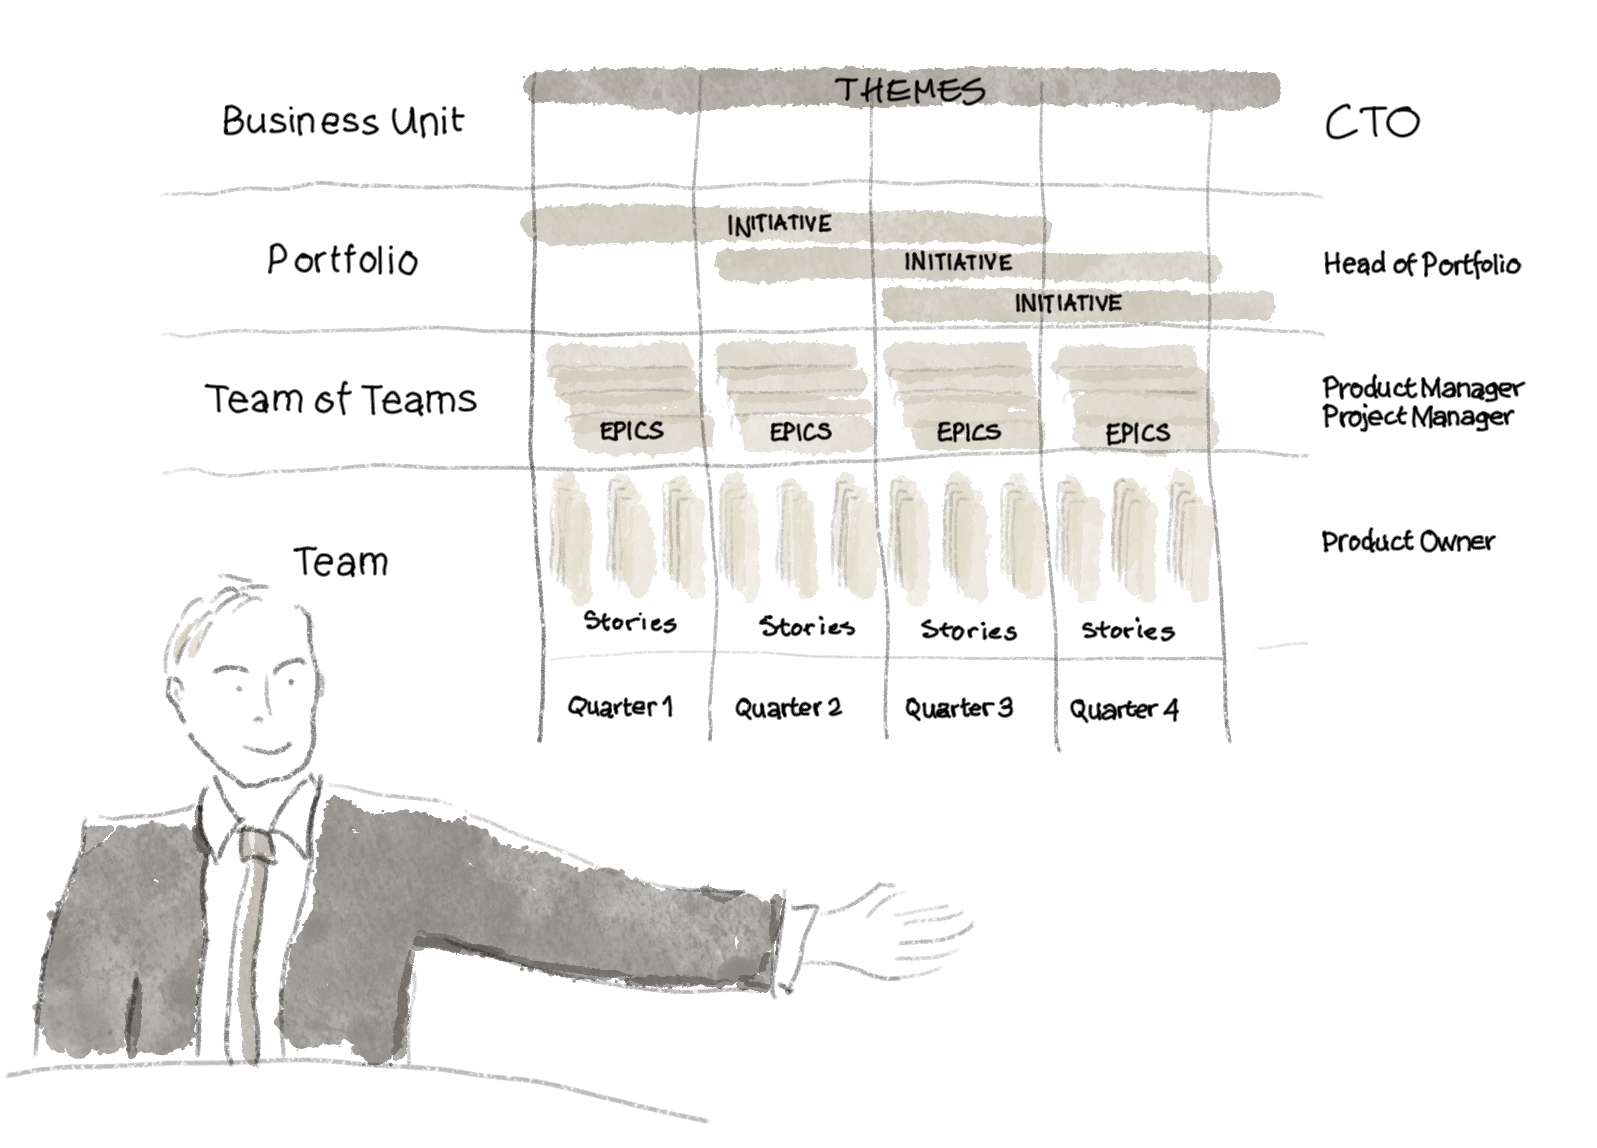 THEMES
Business Unit
CTO
INITIATIVE
Portfolio
INITIATIVE
Head of Portfolio
INITIATIVE
Team of Teams
Product Manager
Project Manager
EPICS EPICS EPICS EPICS
Team
Product Owner
Stories Stories Stories Stories
Quarter 1 Quarter 2 Quarter 3 Quarter 4